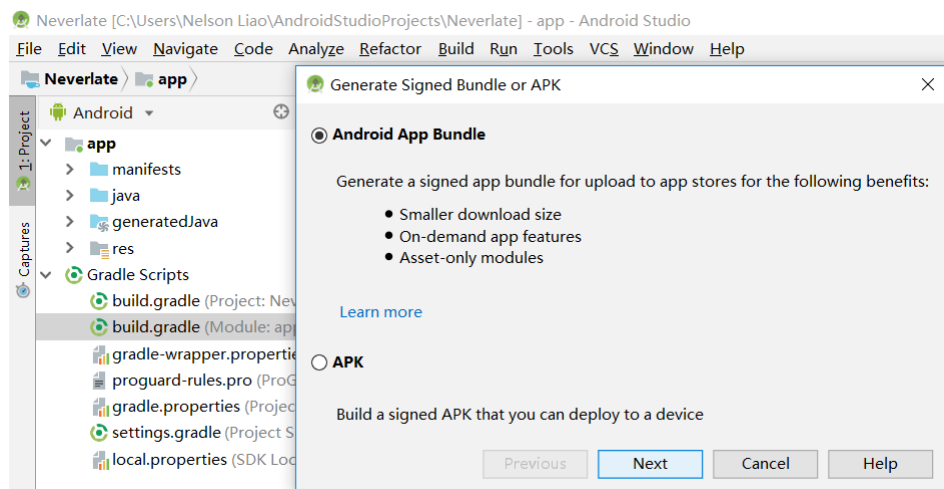 Neverlate [C:\Users\Nelson Liao\AndroidStudioProjects\Neverlate] - app - Android Studio
File Edit View Navigate Code Analyze Refactor Build Run Tools VCS Window Help
Neverlate app
1: Project
Captures
Android
app
manifests
java
generatedJava
res
Gradle Scripts
build.gradle (Project: Nev
build.gradle (Module: app
gradle-wrapper.propertie
proguard-rules.pro (ProG
gradle.properties (Projec
settings.gradle (Project S
local.properties (SDK Loc
Generate Signed Bundle or APK
Android App Bundle
Generate a signed app bundle for upload to app stores for the following benefits:
• Smaller download size
• On-demand app features
• Asset-only modules
Learn more
APK
Build a signed APK that you can deploy to a device
Previous Next Cancel Help